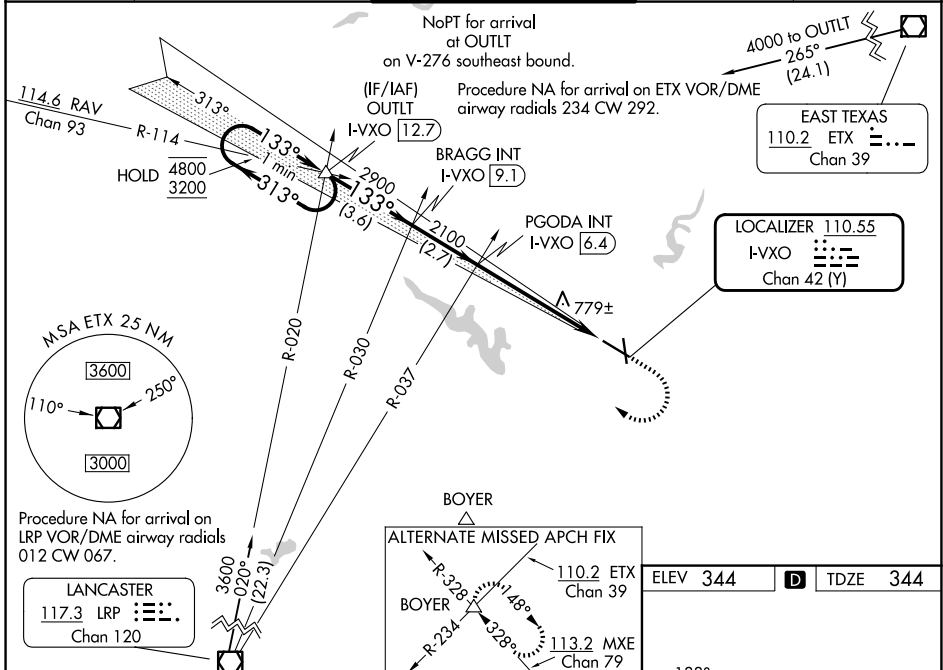 NoPT for arrival
at OUTLT
on V-276 southeast bound.
4000 to OUTLT
265°
(24.1)
Procedure NA for arrival on ETX VOR/DME
airway radials 234 CW 292.
EAST TEXAS
110.2 ETX
Chan 39
114.6 RAV
Chan 93
R-114
313°
(IF/IAF)
OUTLT
I-VXO 12.7
133°
1 min
313°
HOLD 4800
3200
BRAGG INT
I-VXO 9.1
2900
133°
(3.6)
2100
(2.7)
PGODA INT
I-VXO 6.4
LOCALIZER 110.55
I-VXO
Chan 42 (Y)
779±
R-020
R-030
R-037
MSA ETX 25 NM
3600
110°
250°
3000
Procedure NA for arrival on
LRP VOR/DME airway radials
012 CW 067.
3600
020°
(22.3)
LANCASTER
117.3 LRP
Chan 120
BOYER
ALTERNATE MISSED APCH FIX
R-328
110.2 ETX
Chan 39
BOYER
148°
328°
R-234
113.2 MXE
Chan 79
ELEV 344 D TDZE 344